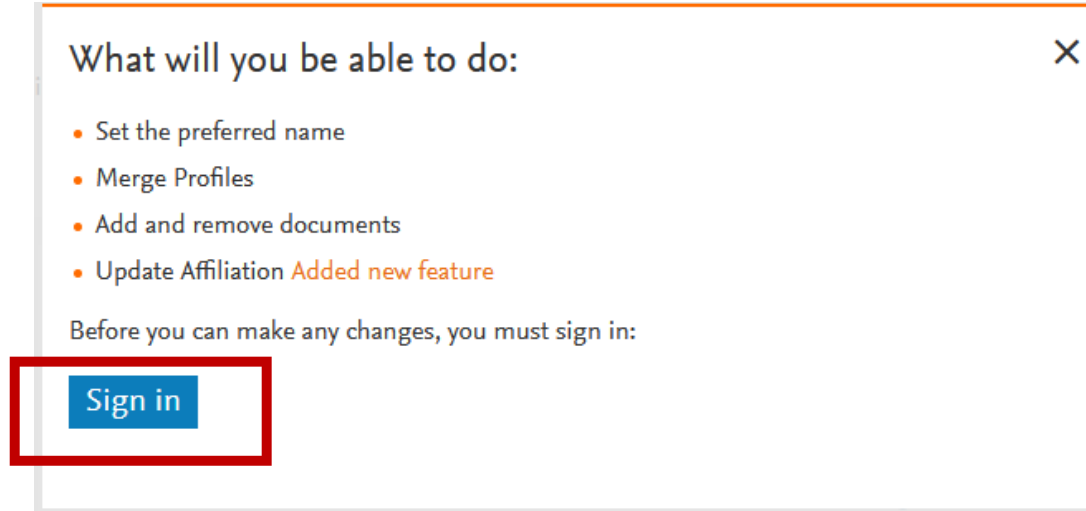 What will you be able to do:
• Set the preferred name
• Merge Profiles
• Add and remove documents
• Update Affiliation Added new feature
Before you can make any changes, you must sign in:
Sign in